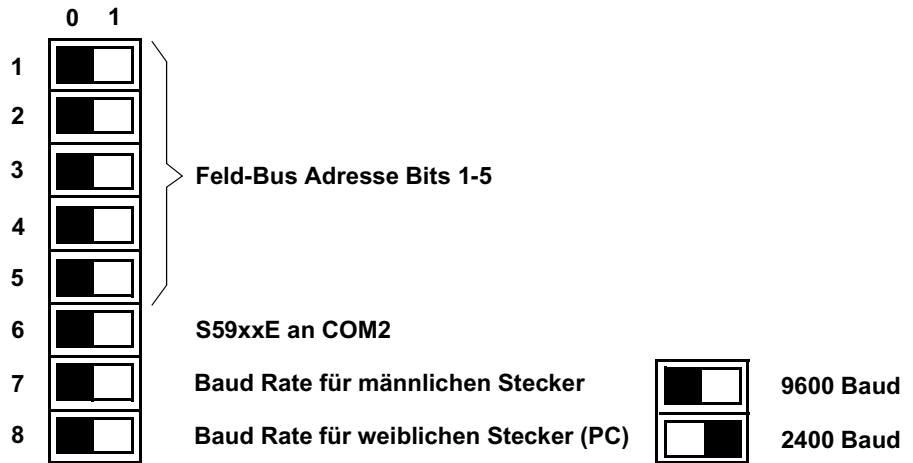 0 1
1
2
3 Feld-Bus Adresse Bits 1-5
4
5
6 S59xxE an COM2
7 Baud Rate für männlichen Stecker 9600 Baud
8 Baud Rate für weiblichen Stecker (PC) 2400 Baud